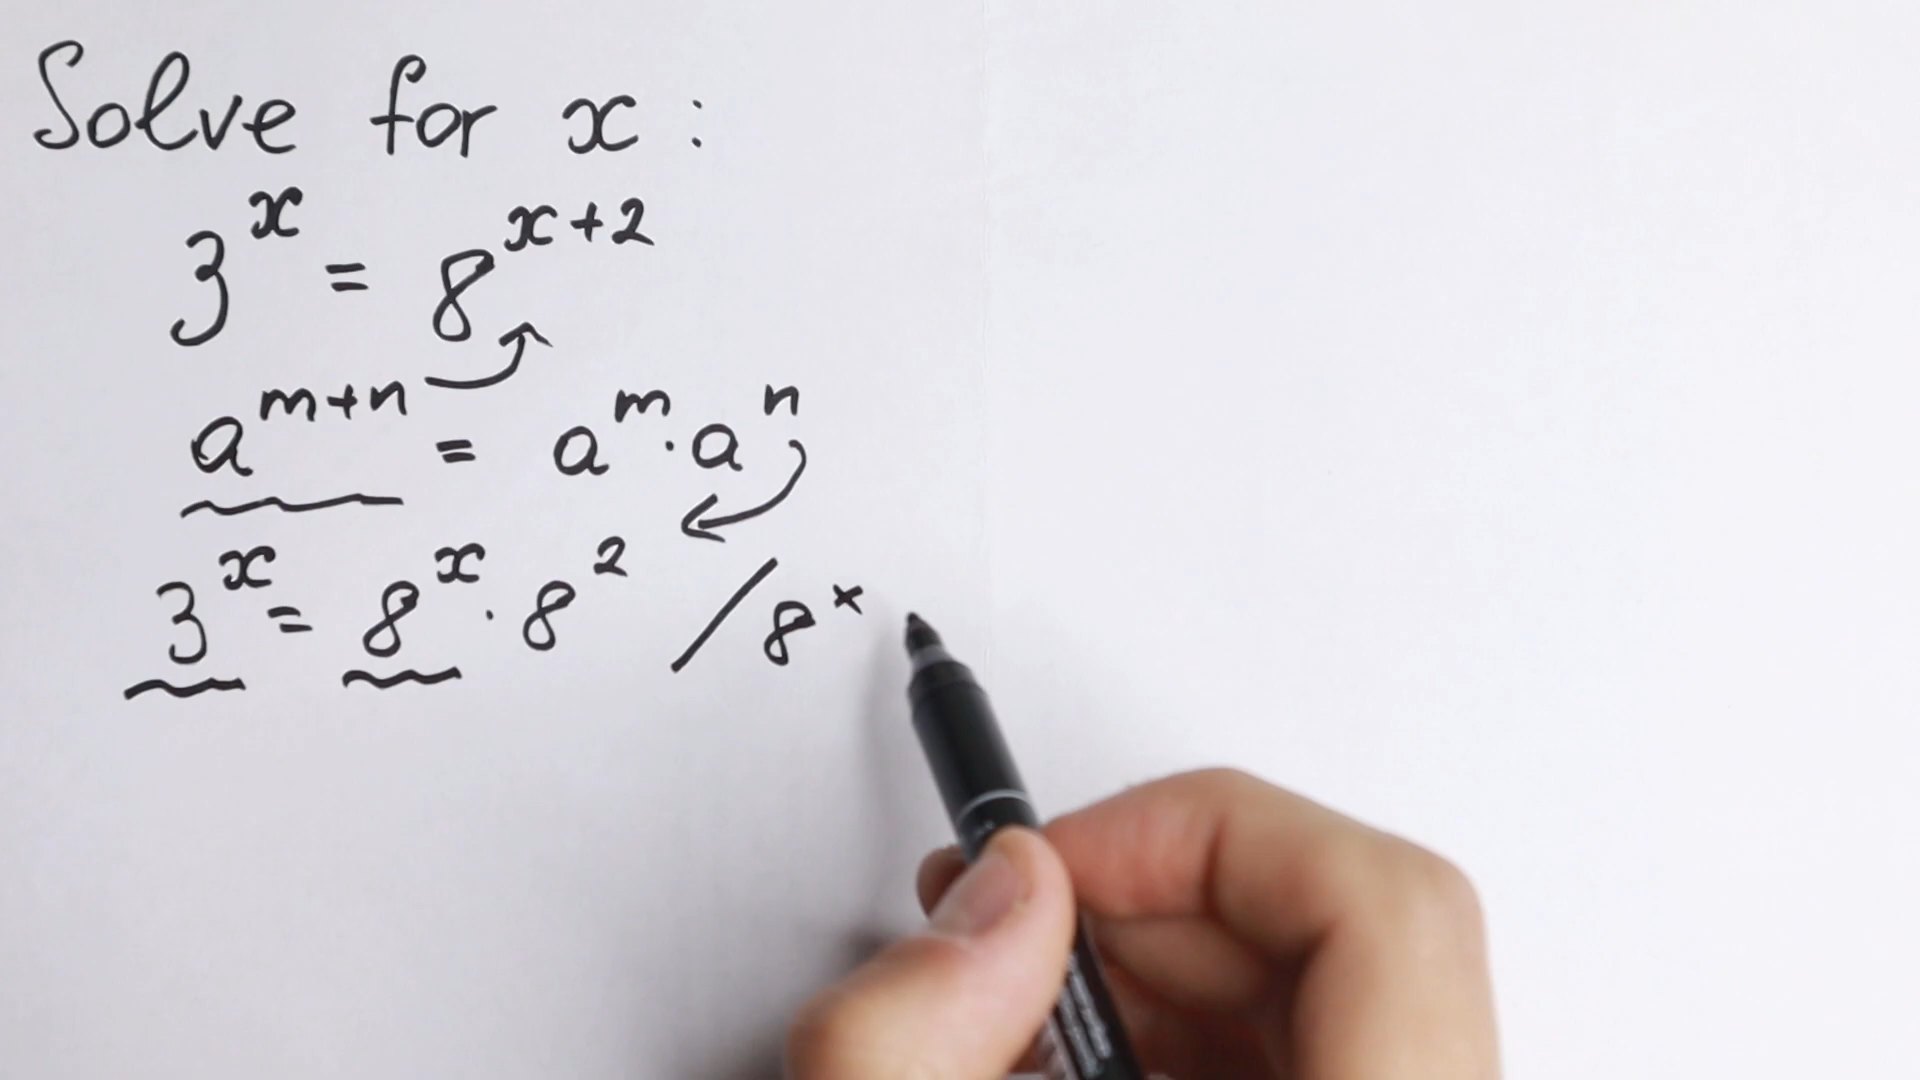 Solve for x :
3^x = 8^{x+2}
a^{m+n} = a^m · a^n
3^x = 8^x · 8^2 / 8^x